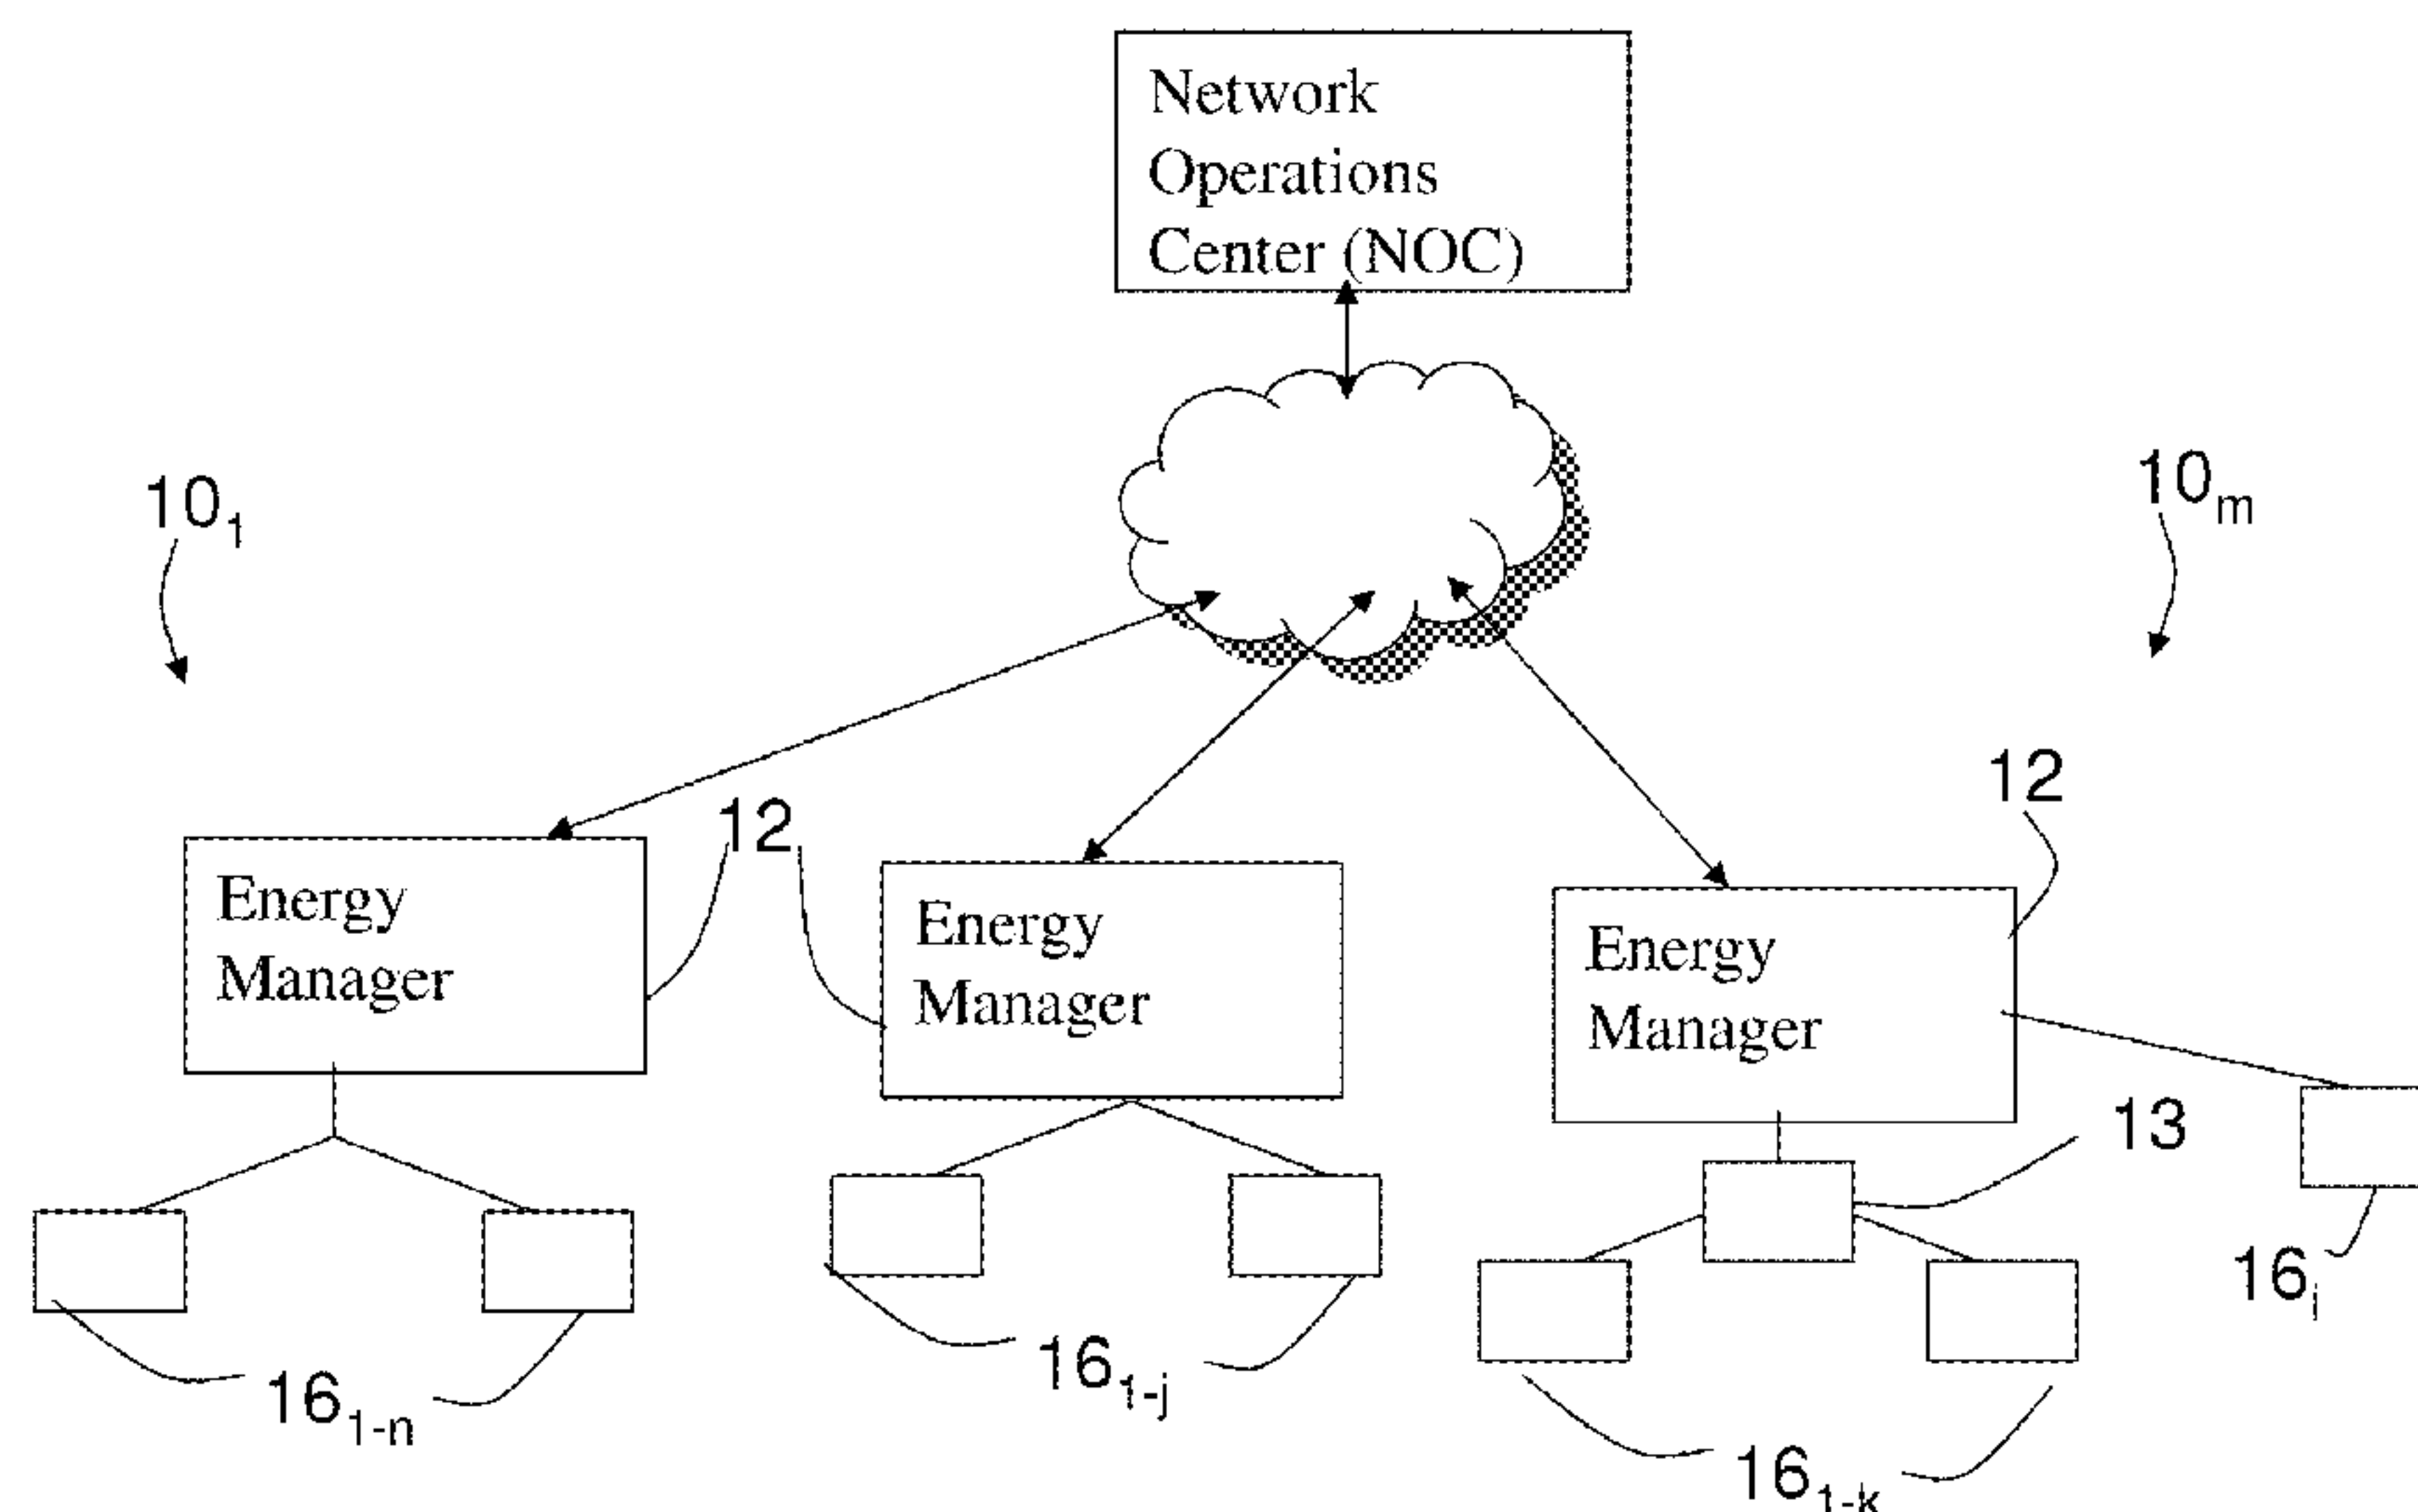 Network
Operations
Center (NOC)
10₁
10ₘ
12
12
Energy
Manager
Energy
Manager
Energy
Manager
13
16ᵢ
16₁₋ₙ
16₁₋ⱼ
16₁₋ₖ